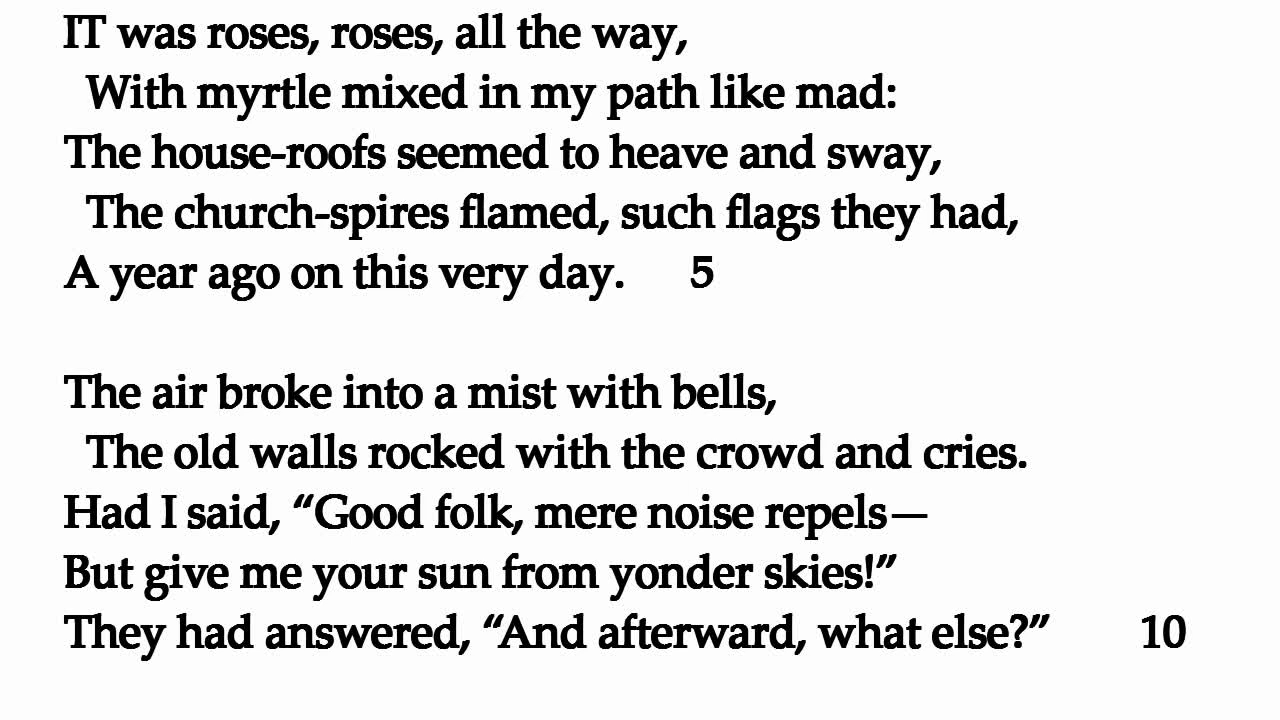 IT was roses, roses, all the way,
With myrtle mixed in my path like mad:
The house-roofs seemed to heave and sway,
The church-spires flamed, such flags they had,
A year ago on this very day. 5
The air broke into a mist with bells,
The old walls rocked with the crowd and cries.
Had I said, “Good folk, mere noise repels—
But give me your sun from yonder skies!”
They had answered, “And afterward, what else?” 10